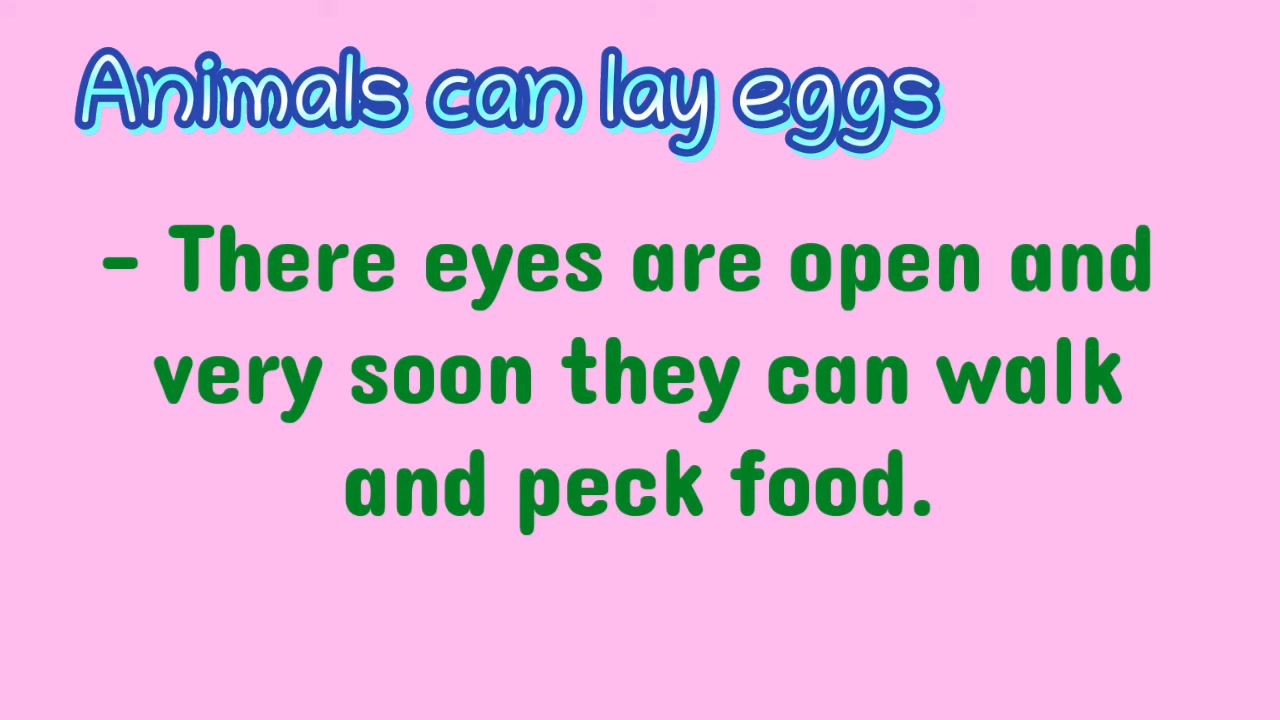 Animals can lay eggs
- There eyes are open and
very soon they can walk
and peck food.